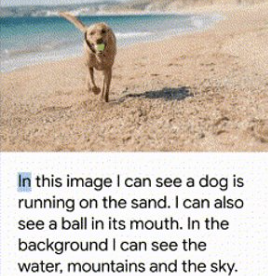 In this image I can see a dog is
running on the sand. I can also
see a ball in its mouth. In the
background I can see the
water, mountains and the sky.